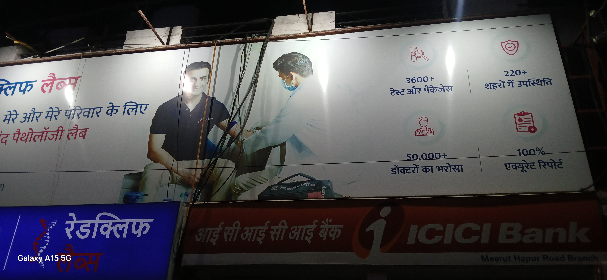 क्लिफ लैब्स
मेरे और मेरे परिवार के लिए
पैथोलॉजी लैब
3600+
टेस्ट और पैकेजेस
220+
शहरों में उपस्थिति
50,000+
डॉक्टरों का भरोसा
100%
एक्यूरेट रिपोर्ट
रेडक्लिफ
लैब्स
आई सी आई सी आई बैंक
ICICI Bank
Meerut Hapur Road Branch
Galaxy A15 5G